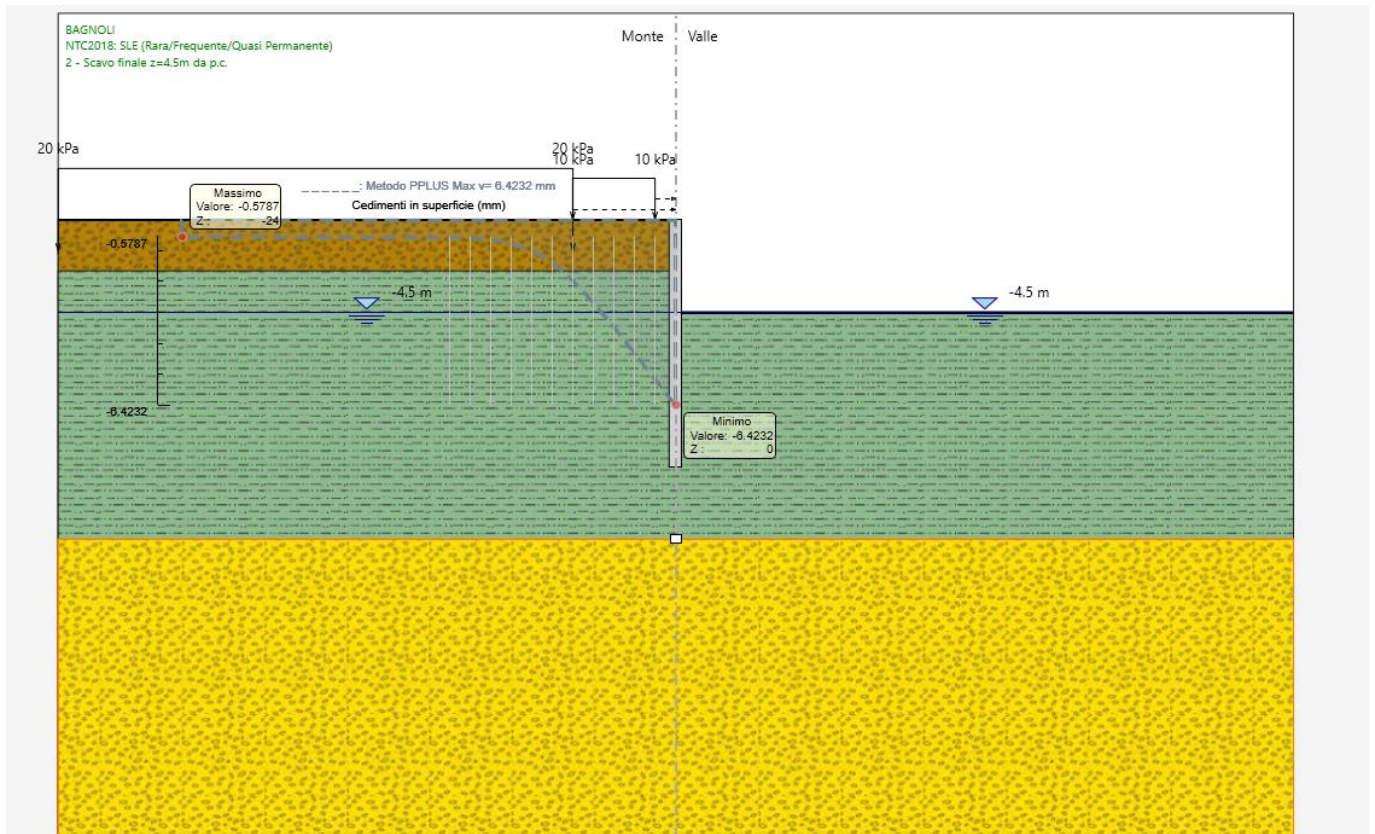 BAGNOLI
NTC2018: SLE (Rara/Frequente/Quasi Permanente)
2 - Scavo finale z=4.5m da p.c.
Monte
Valle
20 kPa
20 kPa
10 kPa
10 kPa
Massimo
Valore: -0.5787
Z : -24
______: Metodo PPLUS Max v= 6.4232 mm
Cedimenti in superficie (mm)
-0.5787
-4.5 m
-4.5 m
-6.4232
Minimo
Valore: -6.4232
Z : 0